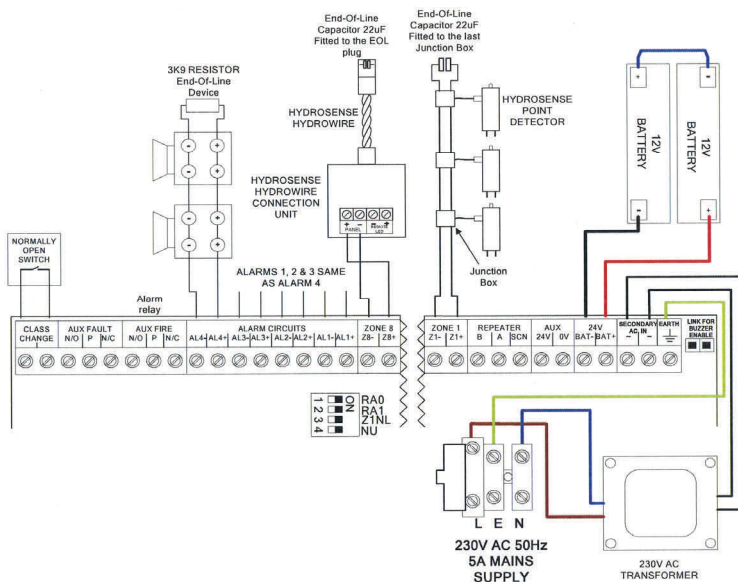 End-Of-Line
Capacitor 22uF
Fitted to the EOL
plug
End-Of-Line
Capacitor 22uF
Fitted to the last
Junction Box
3K9 RESISTOR
End-Of-Line
Device
HYDROSENSE
HYDROWIRE
HYDROSENSE
POINT
DETECTOR
+
-
12V
BATTERY
12V
BATTERY
-
+
- +
- +
HYDROSENSE
HYDROWIRE
CONNECTION
UNIT
+ - - +
PANEL
REMOTE
LED
NORMALLY
OPEN
SWITCH
Alarm
relay
ALARMS 1, 2 & 3 SAME
AS ALARM 4
Junction
Box
CLASS
CHANGE
AUX FAULT
N/O P N/C
AUX FIRE
N/O P N/C
ALARM CIRCUITS
AL4- AL4+ AL3- AL3+ AL2- AL2+ AL1- AL1+
ZONE 8
Z8- Z8+
ZONE 1
Z1- Z1+
REPEATER
B A SCN
AUX
24V 0V
24V
BAT- BAT+
SECONDARY
AC IN
~ ~
EARTH
LINK FOR
BUZZER
ENABLE
ON
1 RA0
2 RA1
3 Z1NL
4 NU
L E N
230V AC 50Hz
5A MAINS
SUPPLY
230V AC
TRANSFORMER